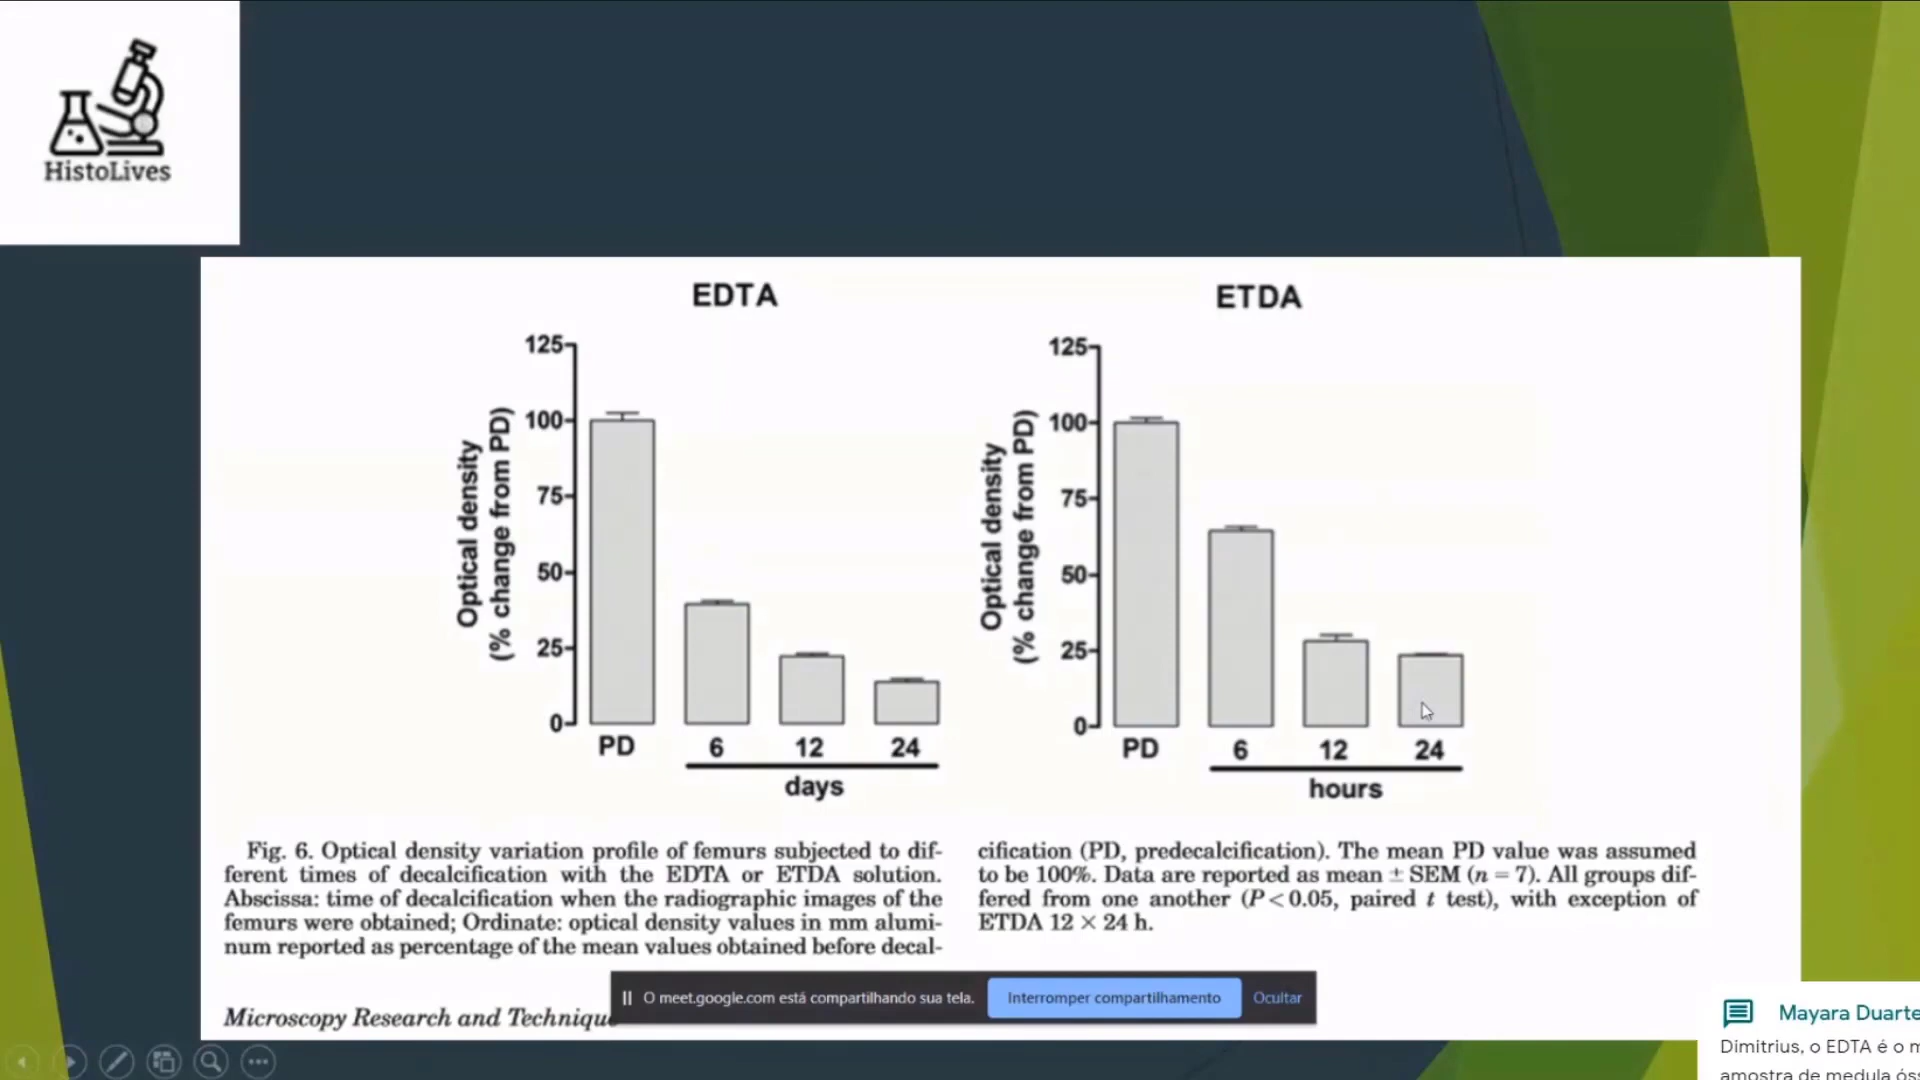 HistoLives
EDTA
125
100
75
50
25
0
Optical density
(% change from PD)
PD 6 12 24
days
ETDA
125
100
75
50
25
0
Optical density
(% change from PD)
PD 6 12 24
hours
Fig. 6. Optical density variation profile of femurs subjected to dif-
ferent times of decalcification with the EDTA or ETDA solution.
Abscissa: time of decalcification when the radiographic images of the
femurs were obtained; Ordinate: optical density values in mm alumi-
num reported as percentage of the mean values obtained before decal-
cification (PD, predecalcification). The mean PD value was assumed
to be 100%. Data are reported as mean ± SEM (n = 7). All groups dif-
fered from one another (P < 0.05, paired t test), with exception of
ETDA 12 × 24 h.
Microscopy Research and Technique
O meet.google.com está compartilhando sua tela.
Interromper compartilhamento
Ocultar
Mayara Duarte
Dimitrius, o EDTA é o
amostra de medula